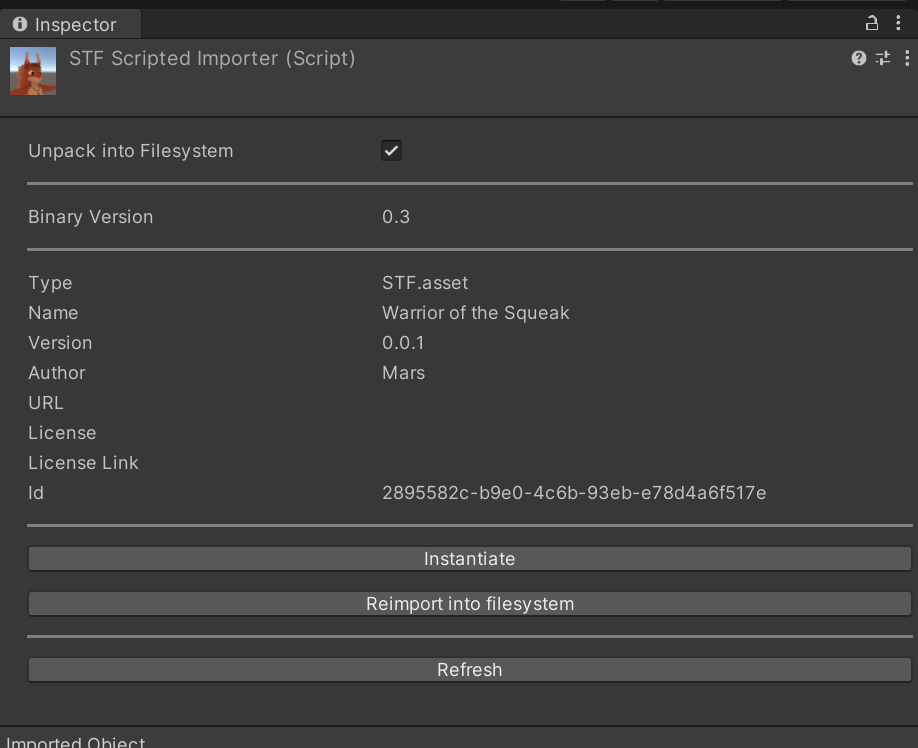 Inspector
STF Scripted Importer (Script)
Unpack into Filesystem
Binary Version 0.3
Type STF.asset
Name Warrior of the Squeak
Version 0.0.1
Author Mars
URL
License
License Link
Id 2895582c-b9e0-4c6b-93eb-e78d4a6f517e
Instantiate
Reimport into filesystem
Refresh
Imported Object